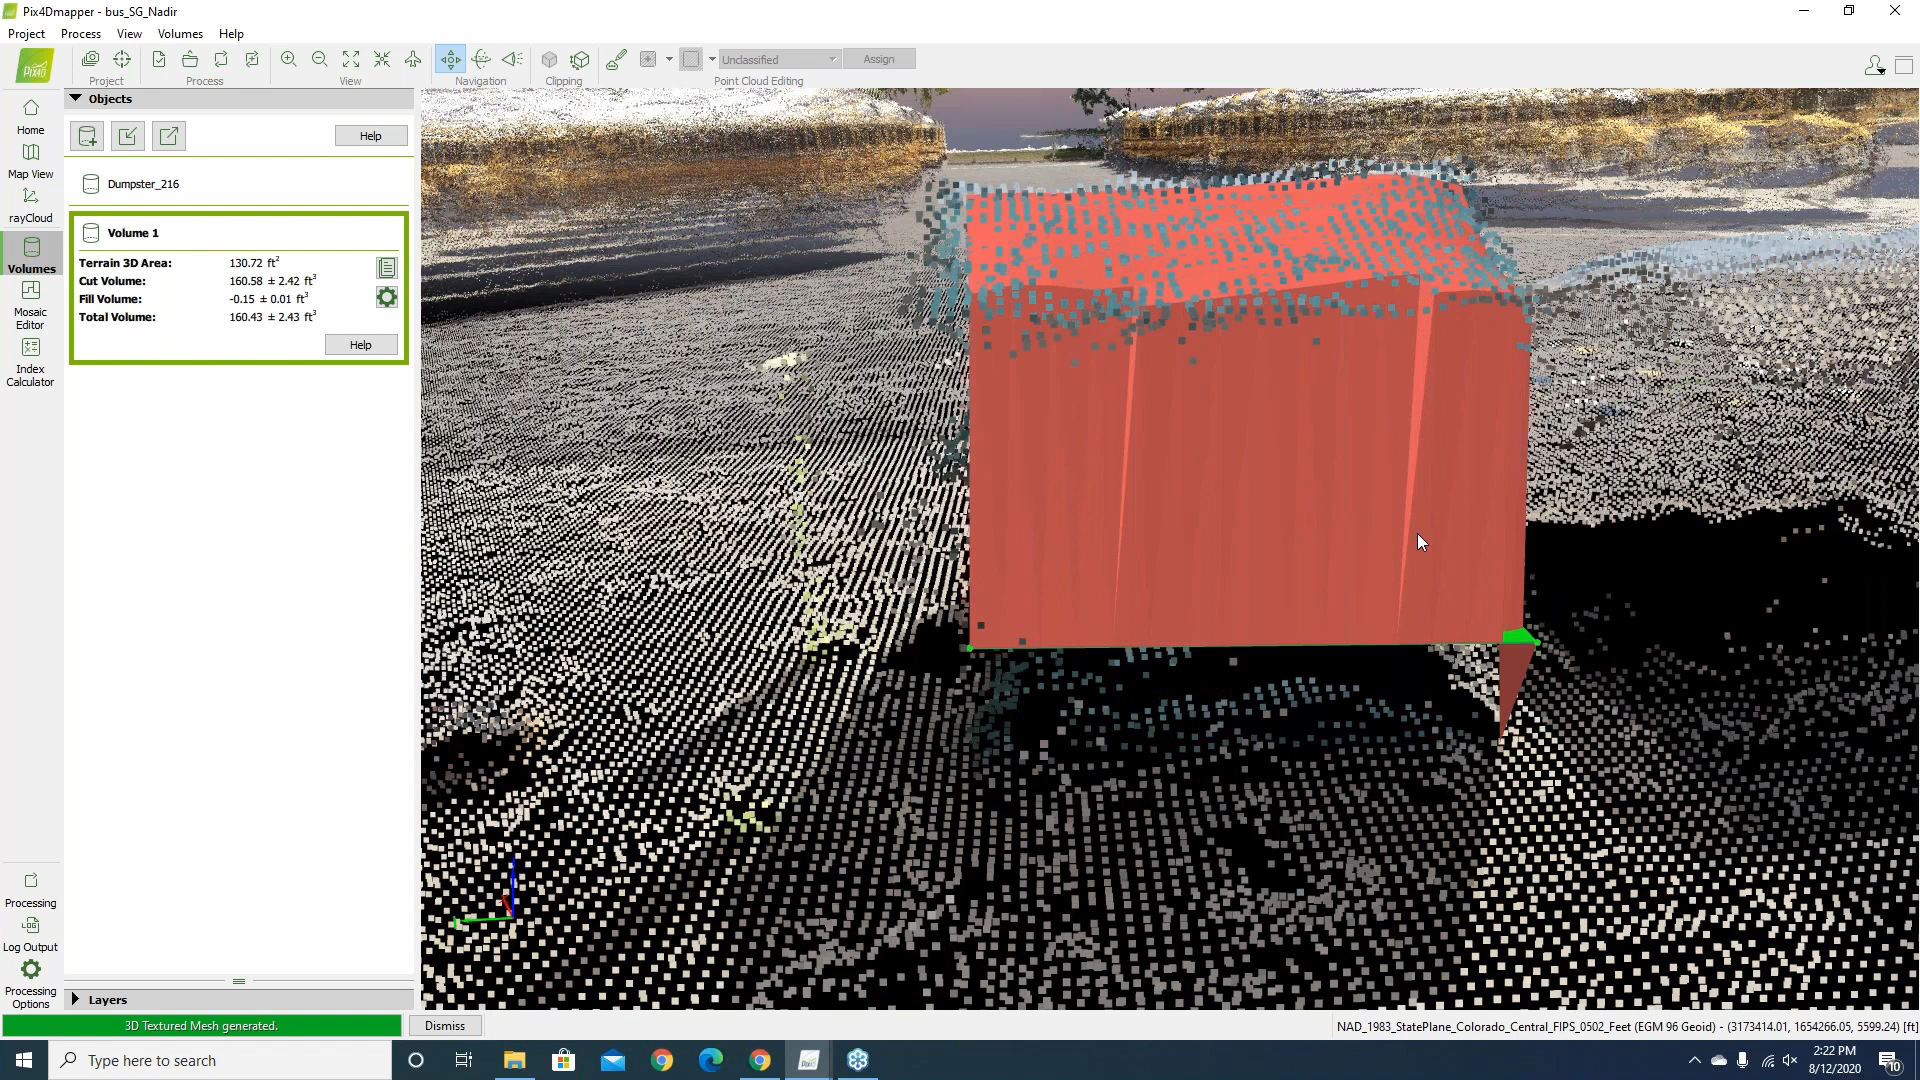 Pix4Dmapper - bus_SG_Nadir
Project Process View Volumes Help
Pix4D
Unclassified
Assign
Project Process View Navigation Clipping Point Cloud Editing
Objects
Help
Home
Map View
rayCloud
Volumes
Mosaic
Editor
Index
Calculator
Dumpster_216
Volume 1
Terrain 3D Area: 130.72 ft²
Cut Volume: 160.58 ± 2.42 ft³
Fill Volume: -0.15 ± 0.01 ft³
Total Volume: 160.43 ± 2.43 ft³
Help
Processing
LOG
Log Output
Processing
Options
Layers
3D Textured Mesh generated.
Dismiss
NAD_1983_StatePlane_Colorado_Central_FIPS_0502_Feet (EGM 96 Geoid) - (3173414.01, 1654266.05, 5599.24) [ft]
Type here to search
2:22 PM
8/12/2020
10